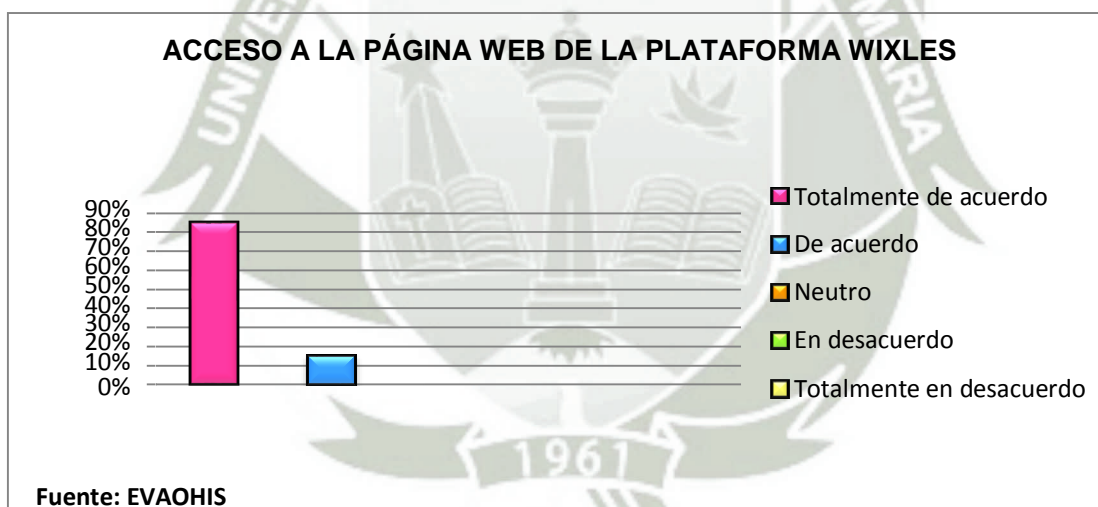 ACCESO A LA PÁGINA WEB DE LA PLATAFORMA WIXLES
90%
80%
70%
60%
50%
40%
30%
20%
10%
0%
Totalmente de acuerdo
De acuerdo
Neutro
En desacuerdo
Totalmente en desacuerdo
1961
Fuente: EVAOHIS